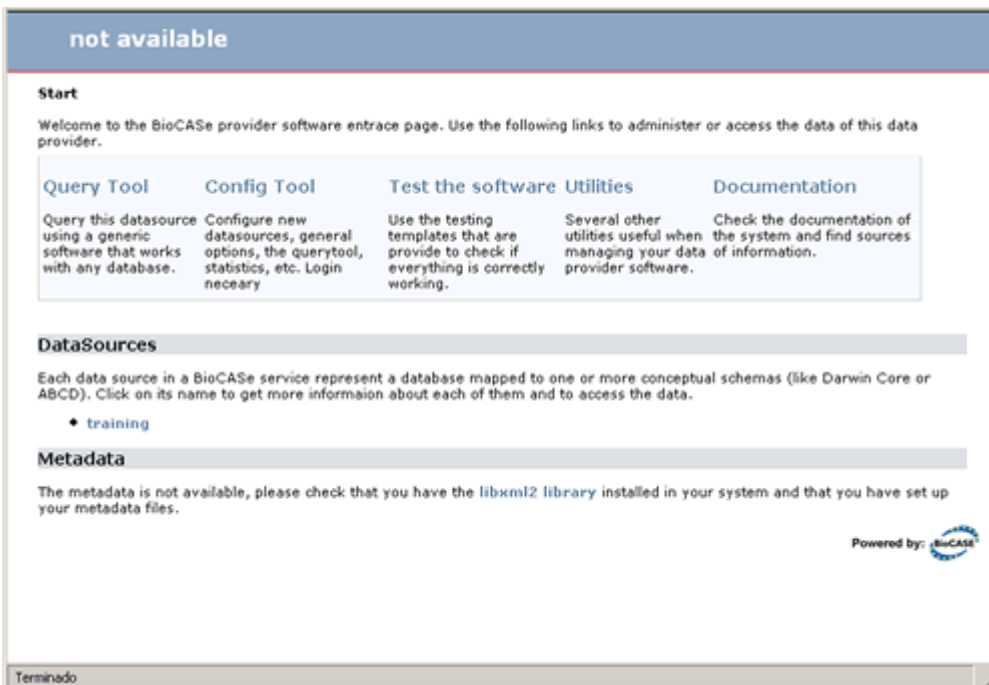 not available
Start
Welcome to the BioCASe provider software entrace page. Use the following links to administer or access the data of this data
provider.
Query Tool
Query this datasource
using a generic
software that works
with any database.
Config Tool
Configure new
datasources, general
options, the querytool,
statistics, etc. Login
neceary
Test the software
Use the testing
templates that are
provide to check if
everything is correctly
working.
Utilities
Several other
utilities useful when
managing your data
provider software.
Documentation
Check the documentation of
the system and find sources
of information.
DataSources
Each data source in a BioCASe service represent a database mapped to one or more conceptual schemas (like Darwin Core or
ABCD). Click on its name to get more informaion about each of them and to access the data.
training
Metadata
The metadata is not available, please check that you have the libxml2 library installed in your system and that you have set up
your metadata files.
Powered by: BioCASE
Terminado